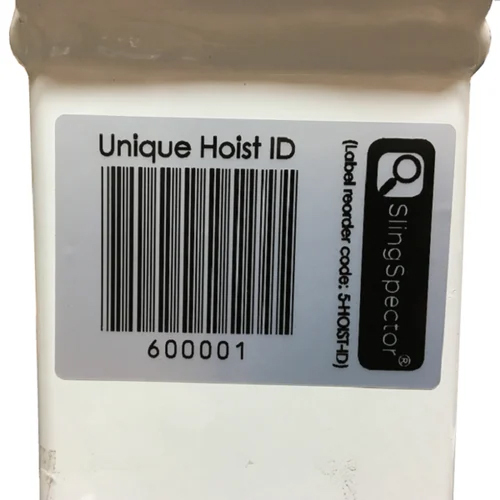 Unique Hoist ID
600001
(Label reorder code: 5-HOIST-ID)
SlingSpector®